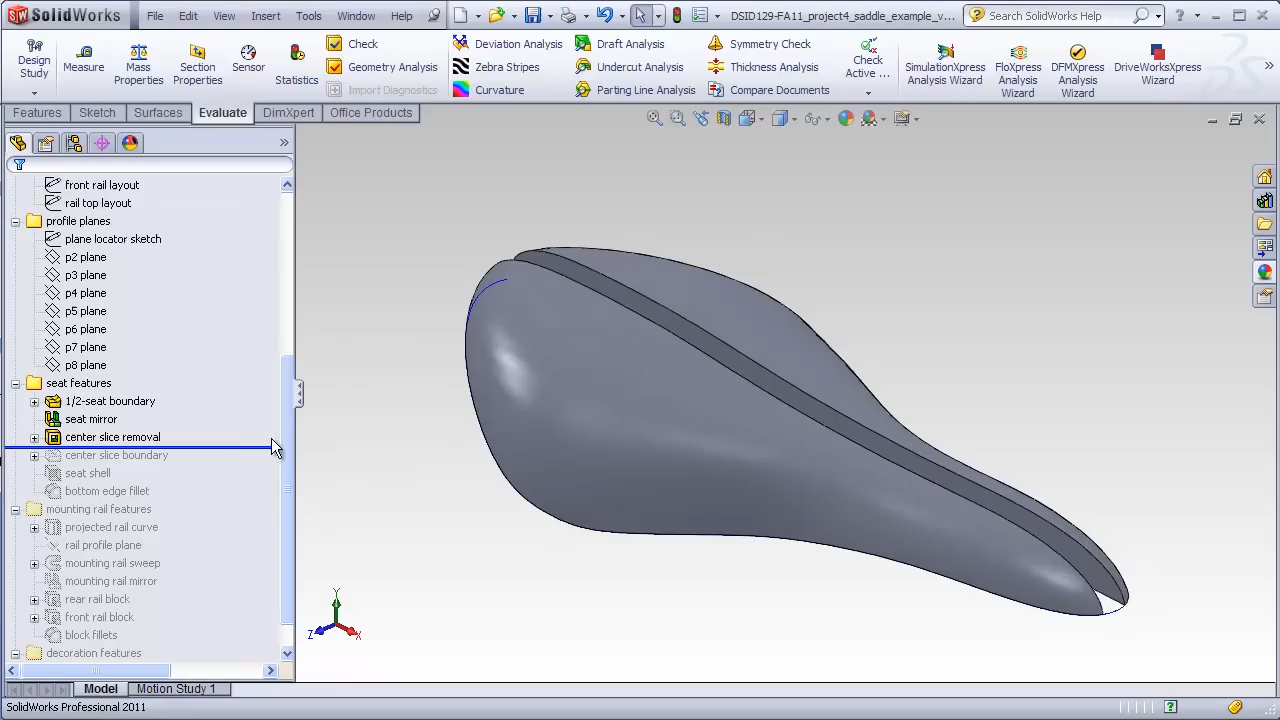 SolidWorks File Edit View Insert Tools Window Help DSID129-FA11_project4_saddle_example_v... Search SolidWorks Help
Design Study
Measure
Mass Properties
Section Properties
Sensor
Statistics
Check
Geometry Analysis
Import Diagnostics
Deviation Analysis
Zebra Stripes
Curvature
Draft Analysis
Undercut Analysis
Parting Line Analysis
Symmetry Check
Thickness Analysis
Compare Documents
Check Active ...
SimulationXpress Analysis Wizard
FloXpress Analysis Wizard
DFMXpress Analysis Wizard
DriveWorksXpress Wizard
Features Sketch Surfaces Evaluate DimXpert Office Products
front rail layout
rail top layout
profile planes
plane locator sketch
p2 plane
p3 plane
p4 plane
p5 plane
p6 plane
p7 plane
p8 plane
seat features
1/2-seat boundary
seat mirror
center slice removal
center slice boundary
seat shell
bottom edge fillet
mounting rail features
projected rail curve
rail profile plane
mounting rail sweep
mounting rail mirror
rear rail block
front rail block
block fillets
decoration features
Y
Z X
Model Motion Study 1
SolidWorks Professional 2011